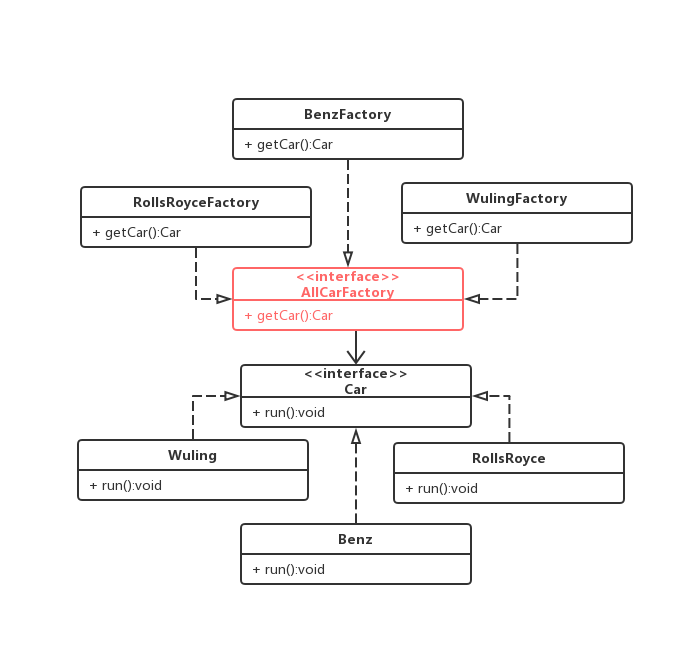 BenzFactory
+ getCar():Car
RollsRoyceFactory
+ getCar():Car
WulingFactory
+ getCar():Car
<<interface>>
AllCarFactory
+ getCar():Car
<<interface>>
Car
+ run():void
Wuling
+ run():void
RollsRoyce
+ run():void
Benz
+ run():void